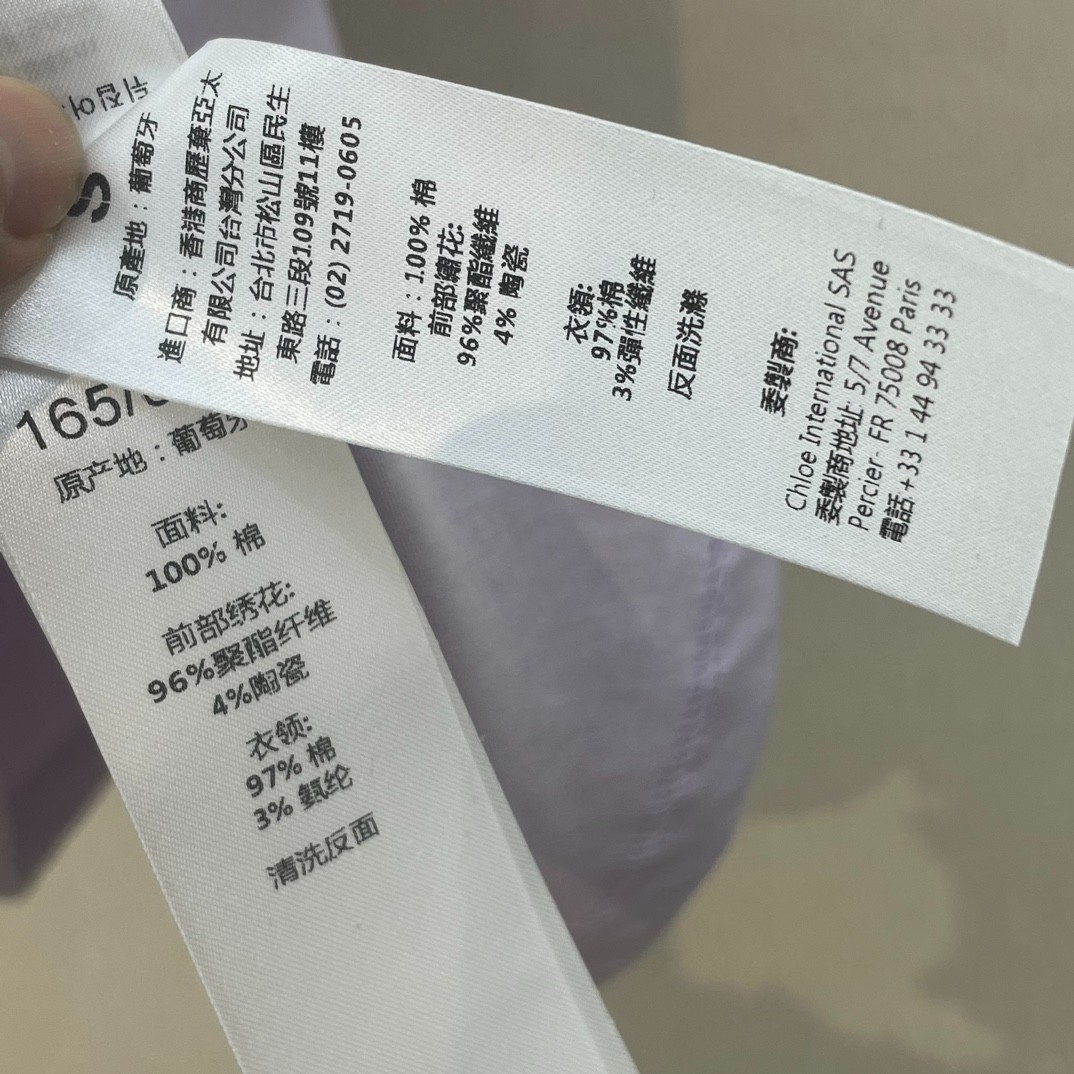 S
原產地：葡萄牙
進口商：香港商歷棄亞太
有限公司台灣分公司
地址：台北市松山區民生
東路三段109號11樓
電話：(02) 2719-0605
面料：100% 棉
前部繡花:
96%聚酯纖維
4% 陶瓷
衣領:
97%棉
3%彈性纖維
反面洗滌
委製商:
Chloe International SAS
委製商地址: 5/7 Avenue
Percier- FR 75008 Paris
電話.+33 1 44 94 33 33
165/
原产地：葡萄牙
面料:
100% 棉
前部绣花:
96%聚酯纤维
4%陶瓷
衣领:
97% 棉
3% 氨纶
清洗反面